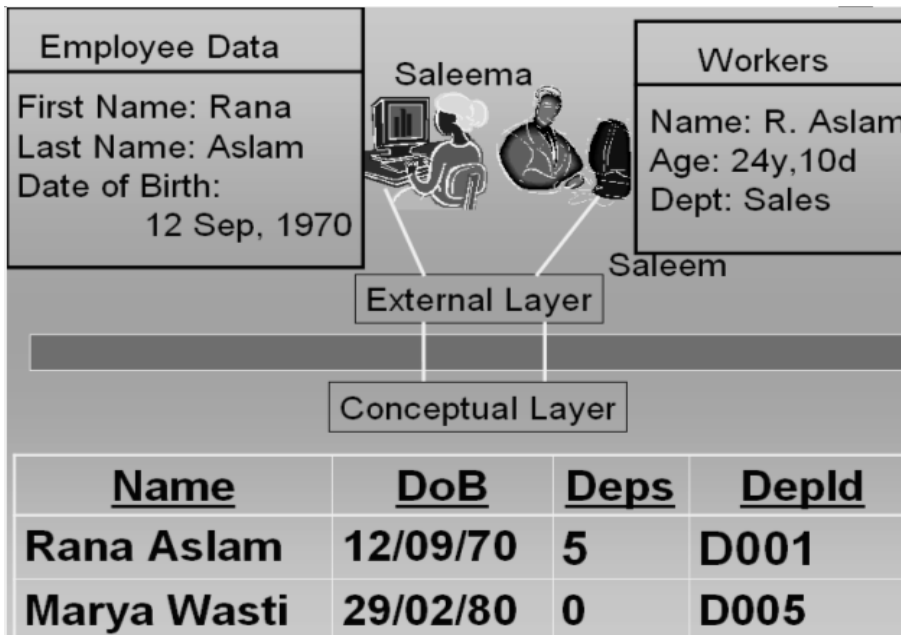 Employee Data
First Name: Rana
Last Name: Aslam
Date of Birth:
12 Sep, 1970
Saleema
Workers
Name: R. Aslam
Age: 24y,10d
Dept: Sales
Saleem
External Layer
Conceptual Layer
Name DoB Deps DepId
Rana Aslam 12/09/70 5 D001
Marya Wasti 29/02/80 0 D005